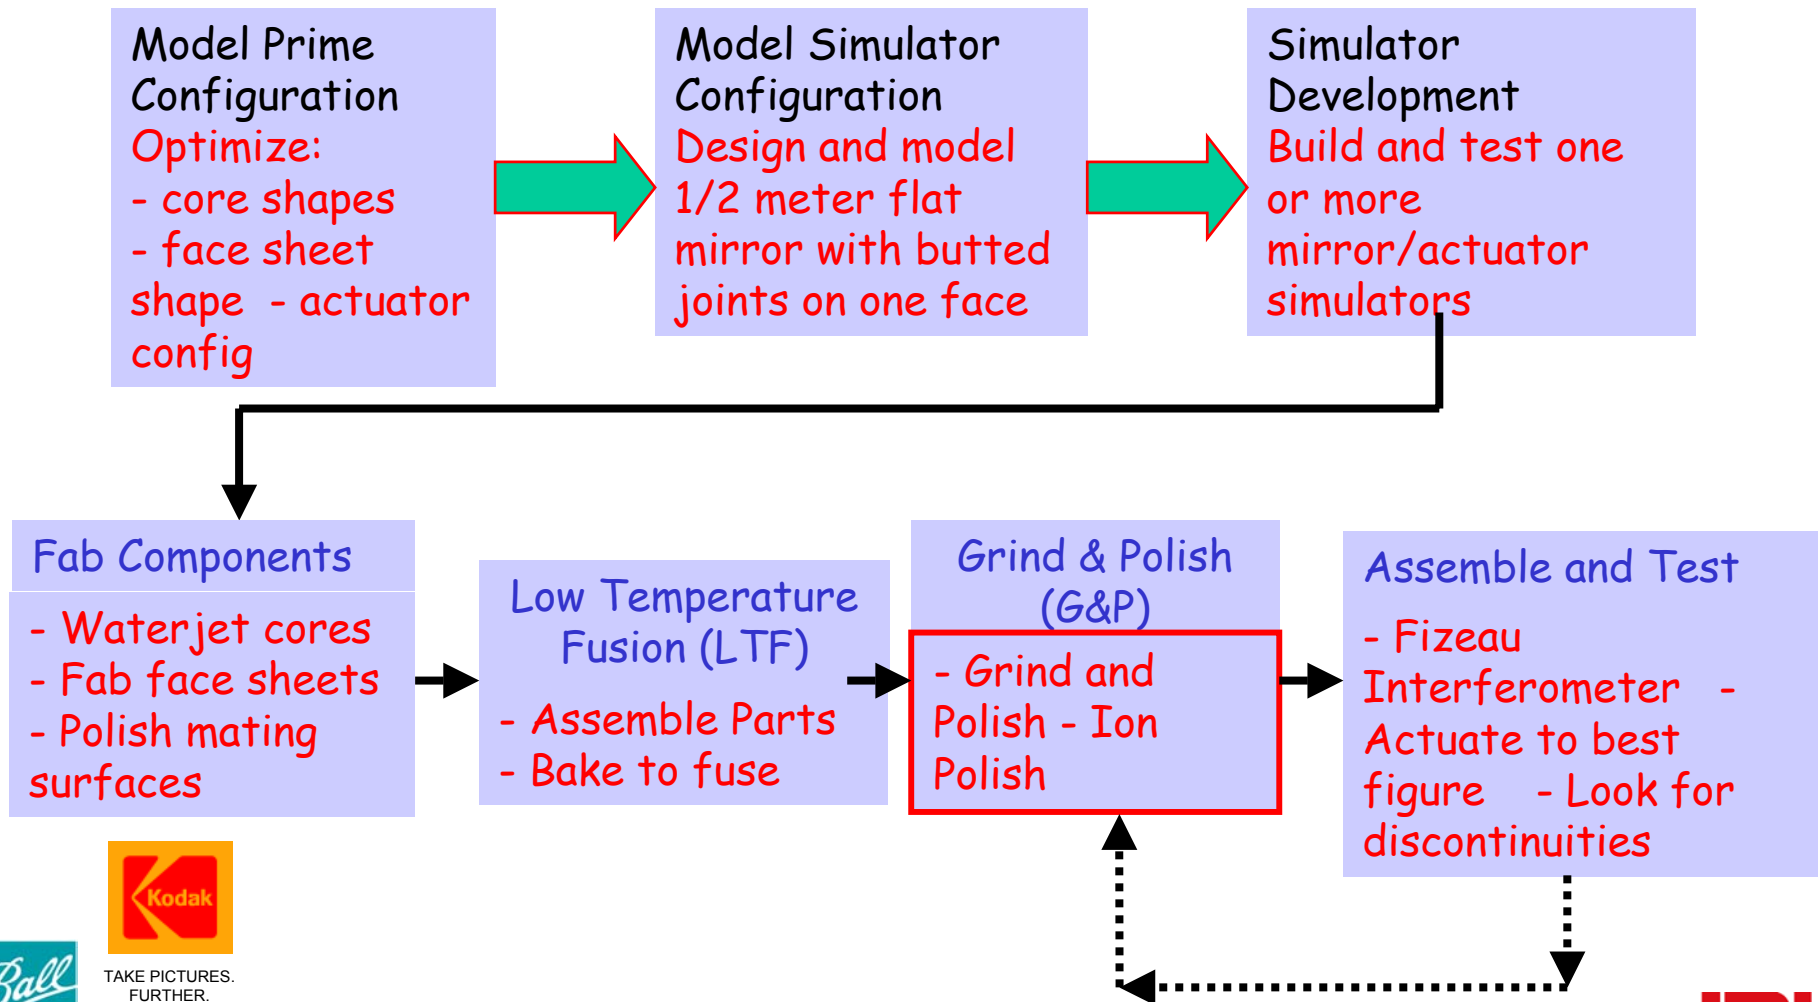 Model Prime
Configuration
Optimize:
- core shapes
- face sheet
shape - actuator
config
Model Simulator
Configuration
Design and model
1/2 meter flat
mirror with butted
joints on one face
Simulator
Development
Build and test one
or more
mirror/actuator
simulators
Fab Components
- Waterjet cores
- Fab face sheets
- Polish mating
surfaces
Low Temperature
Fusion (LTF)
- Assemble Parts
- Bake to fuse
Grind & Polish
(G&P)
- Grind and
Polish - Ion
Polish
Assemble and Test
- Fizeau
Interferometer -
Actuate to best
figure - Look for
discontinuities
Kodak
TAKE PICTURES.
FURTHER.
Ball